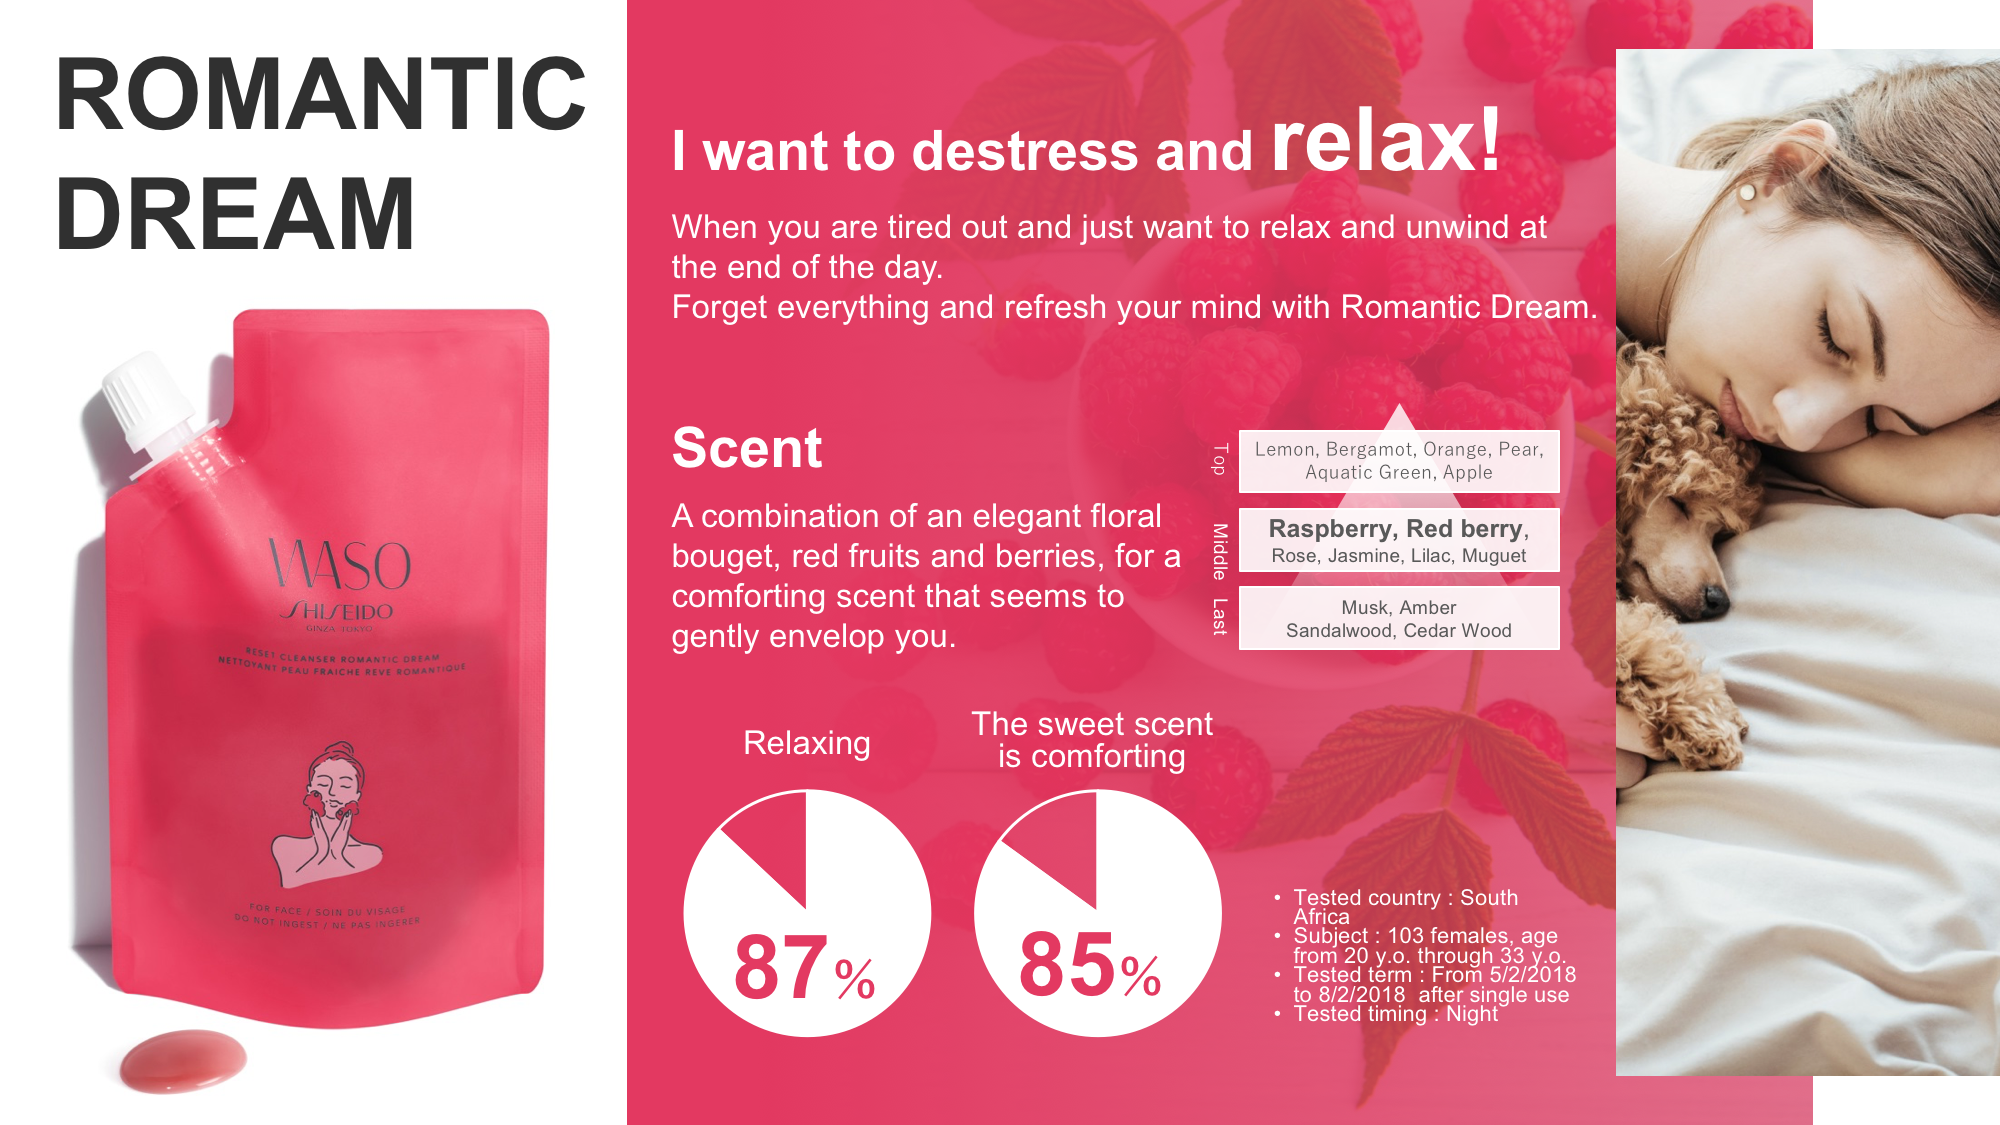 ROMANTIC
DREAM
WASO
SHISEIDO
GINZA TOKYO
RESET CLEANSER ROMANTIC DREAM
NETTOYANT PEAU FRAICHE REVE ROMANTIQUE
FOR FACE / SOIN DU VISAGE
DO NOT INGEST / NE PAS INGERER
I want to destress and relax!
When you are tired out and just want to relax and unwind at
the end of the day.
Forget everything and refresh your mind with Romantic Dream.
Scent
A combination of an elegant floral
bouget, red fruits and berries, for a
comforting scent that seems to
gently envelop you.
Top
Lemon, Bergamot, Orange, Pear,
Aquatic Green, Apple
Middle
Raspberry, Red berry,
Rose, Jasmine, Lilac, Muguet
Last
Musk, Amber
Sandalwood, Cedar Wood
Relaxing
87%
The sweet scent
is comforting
85%
• Tested country : South
Africa
• Subject : 103 females, age
from 20 y.o. through 33 y.o.
• Tested term : From 5/2/2018
to 8/2/2018  after single use
• Tested timing : Night